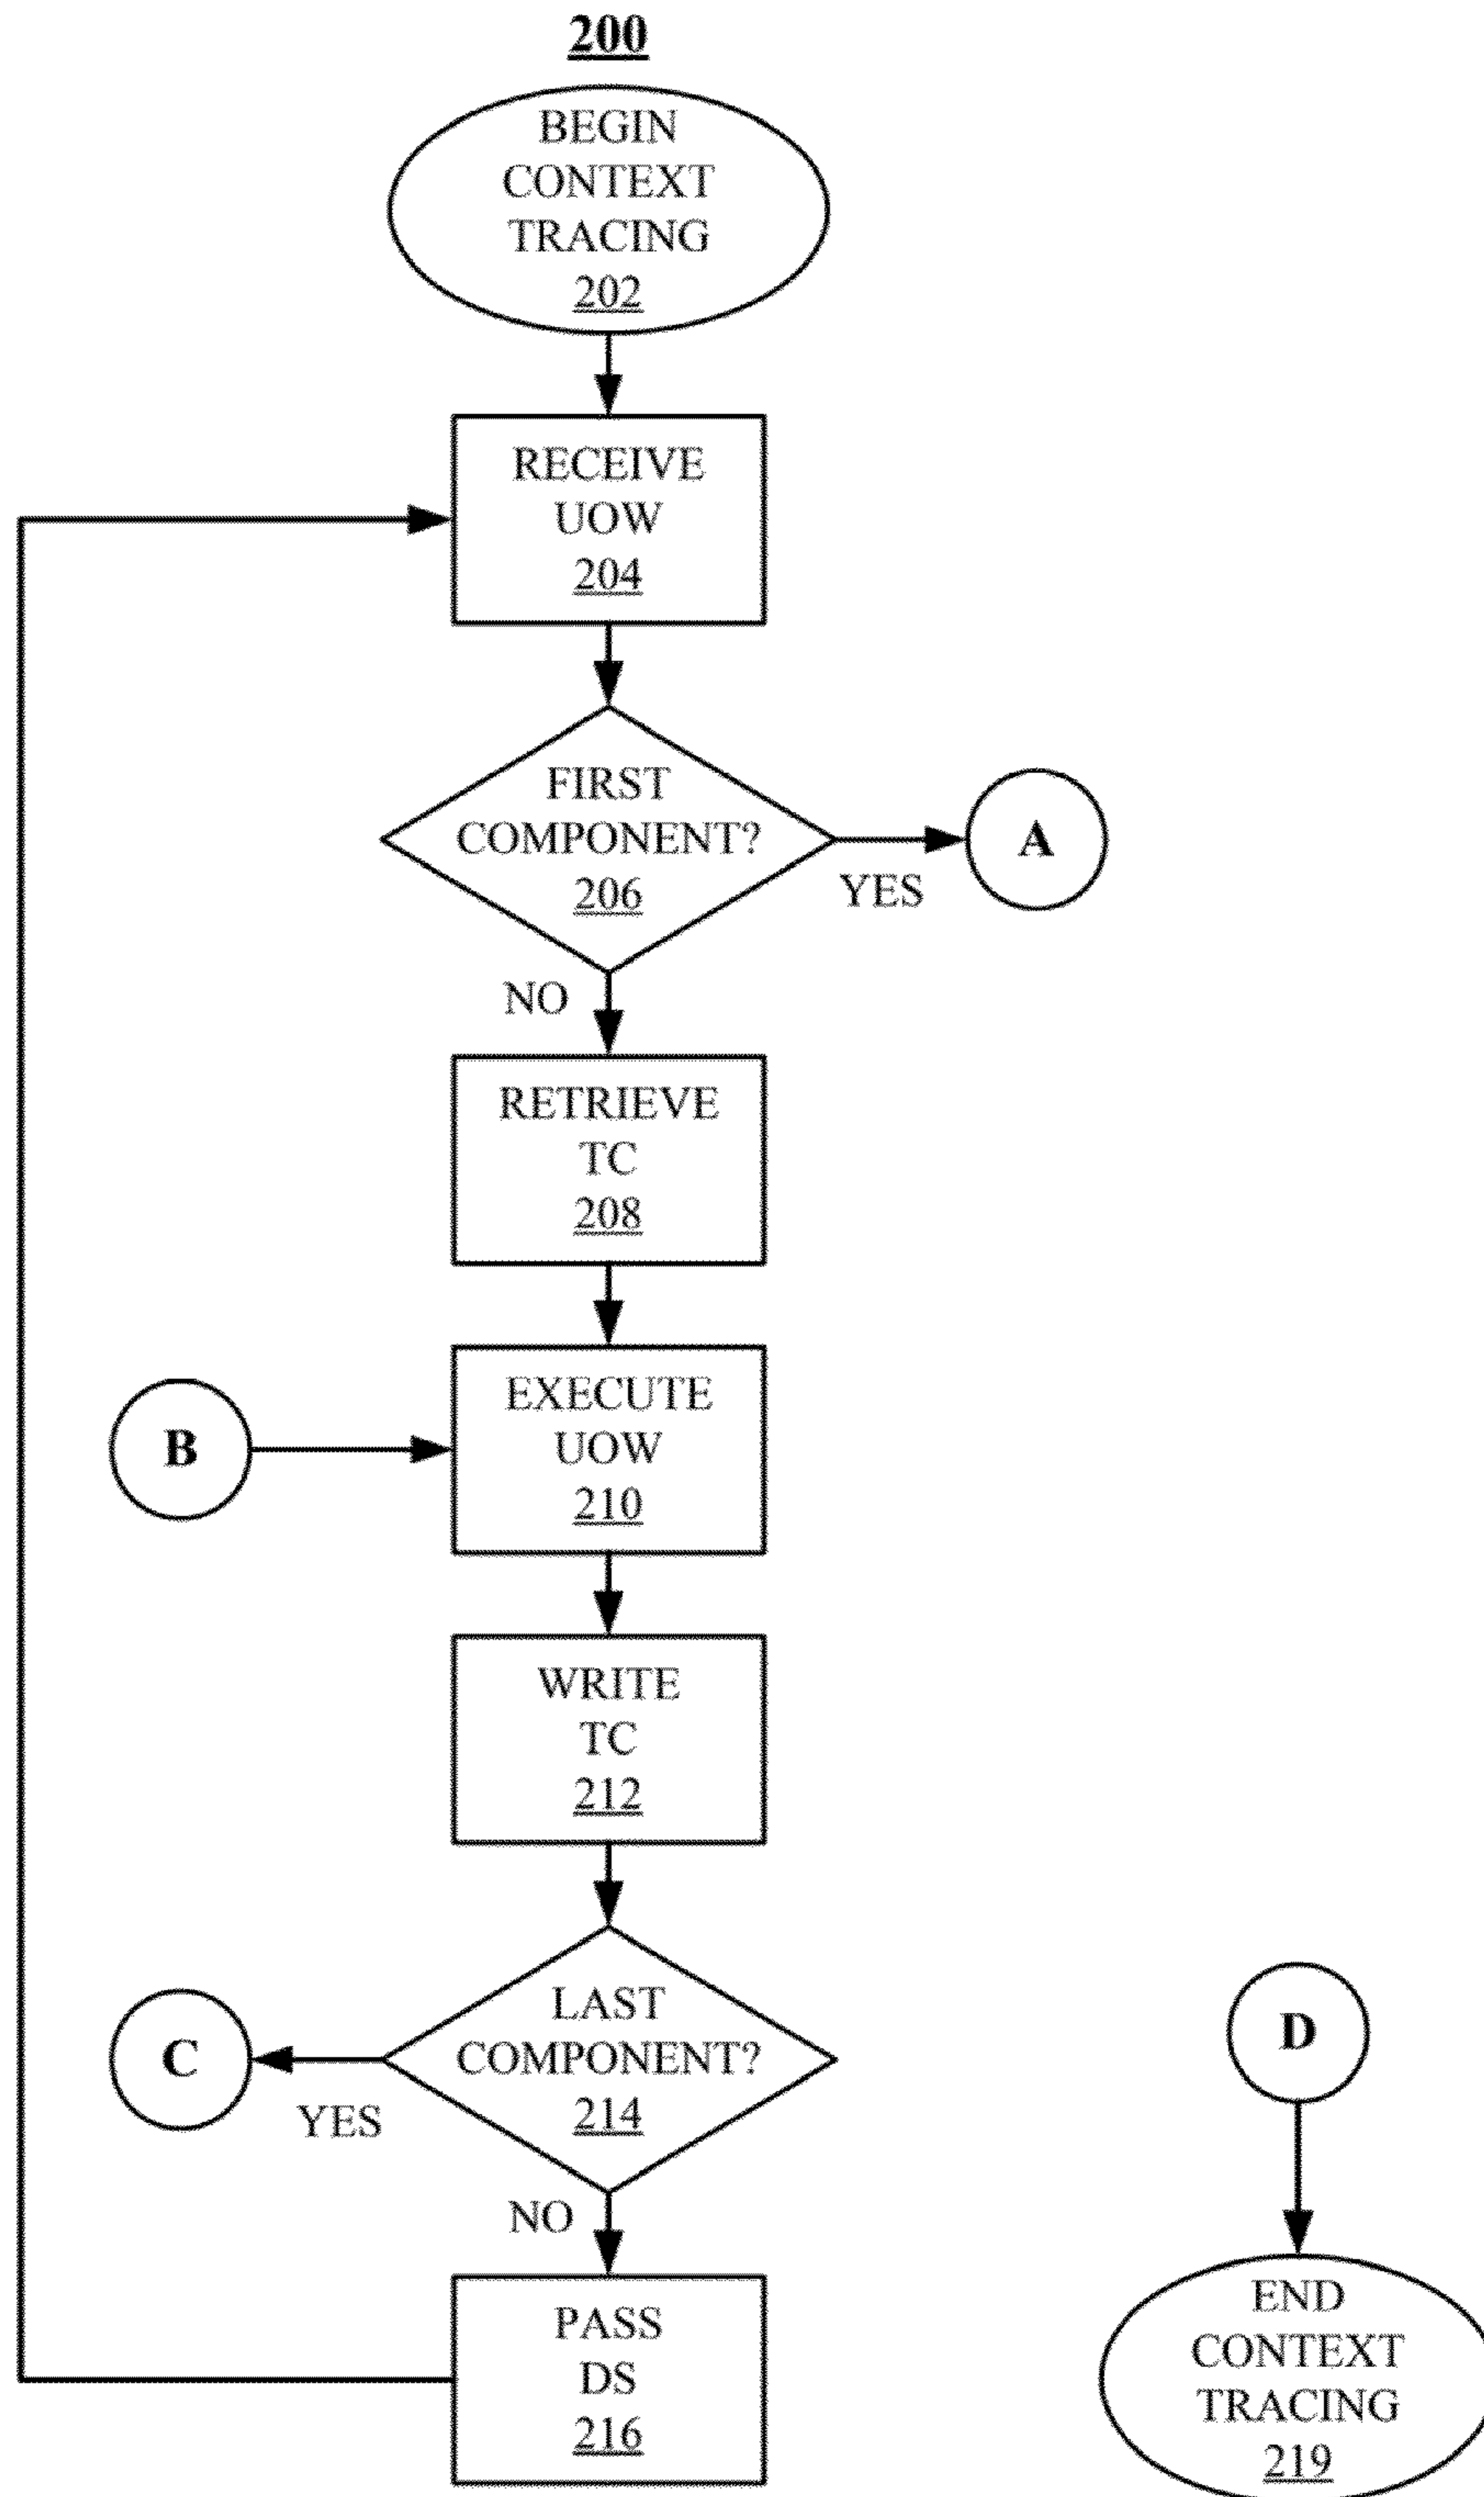 200
BEGIN
CONTEXT
TRACING
202
RECEIVE
UOW
204
FIRST
COMPONENT?
206
YES
A
NO
RETRIEVE
TC
208
B
EXECUTE
UOW
210
WRITE
TC
212
LAST
COMPONENT?
214
C
YES
NO
PASS
DS
216
D
END
CONTEXT
TRACING
219